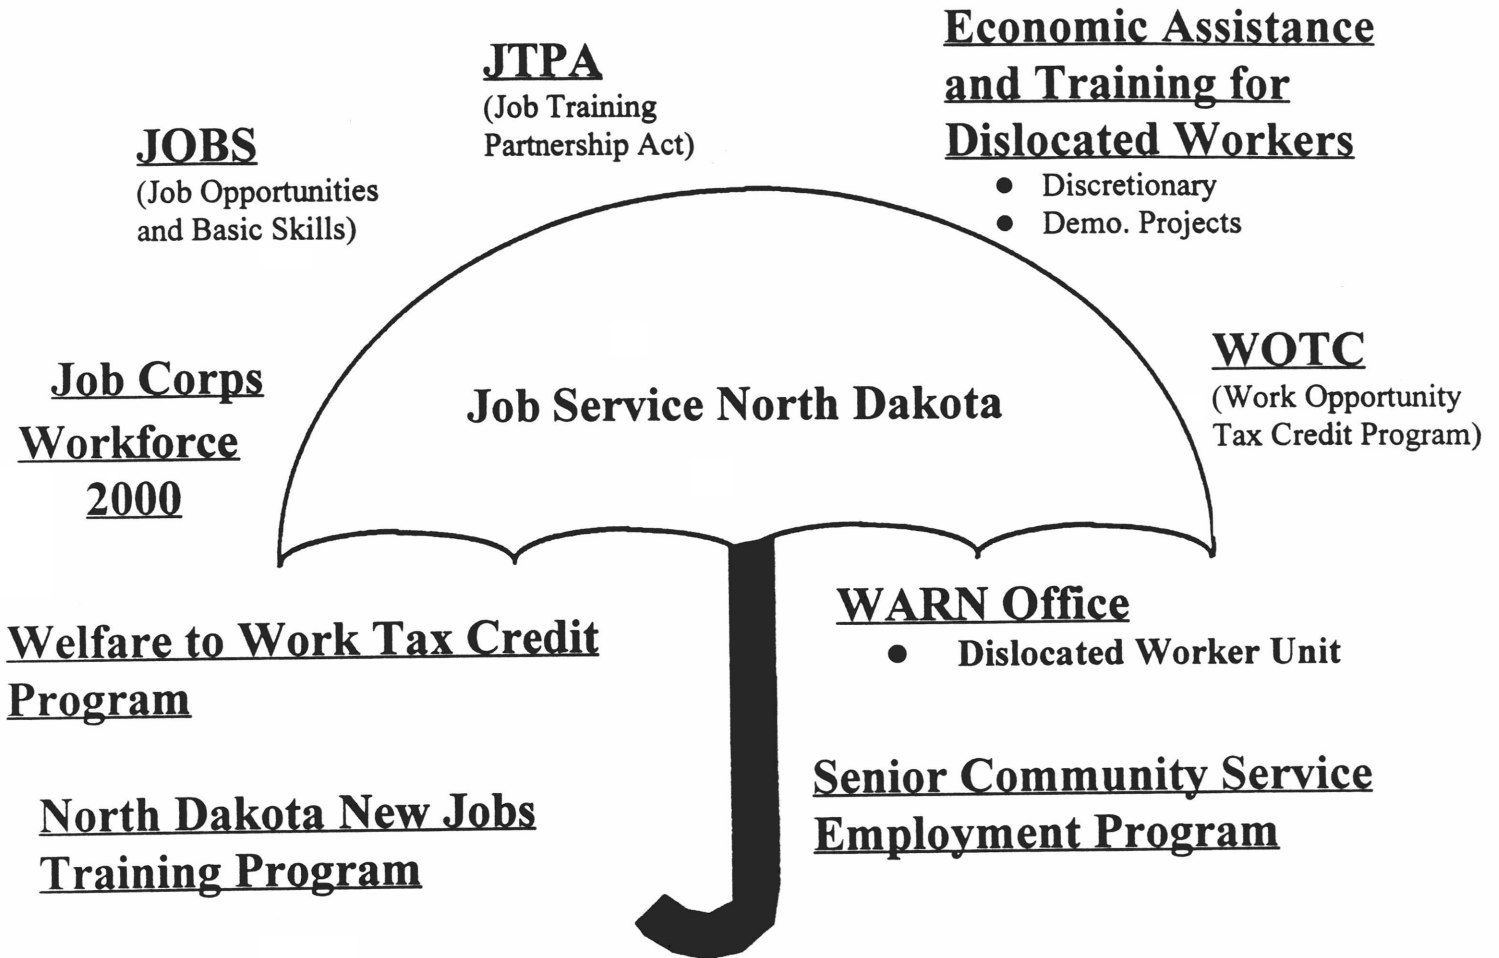 JTPA
(Job Training
Partnership Act)
Economic Assistance
and Training for
Dislocated Workers
● Discretionary
● Demo. Projects
JOBS
(Job Opportunities
and Basic Skills)
Job Corps
Workforce
2000
Job Service North Dakota
WOTC
(Work Opportunity
Tax Credit Program)
Welfare to Work Tax Credit
Program
WARN Office
● Dislocated Worker Unit
North Dakota New Jobs
Training Program
Senior Community Service
Employment Program